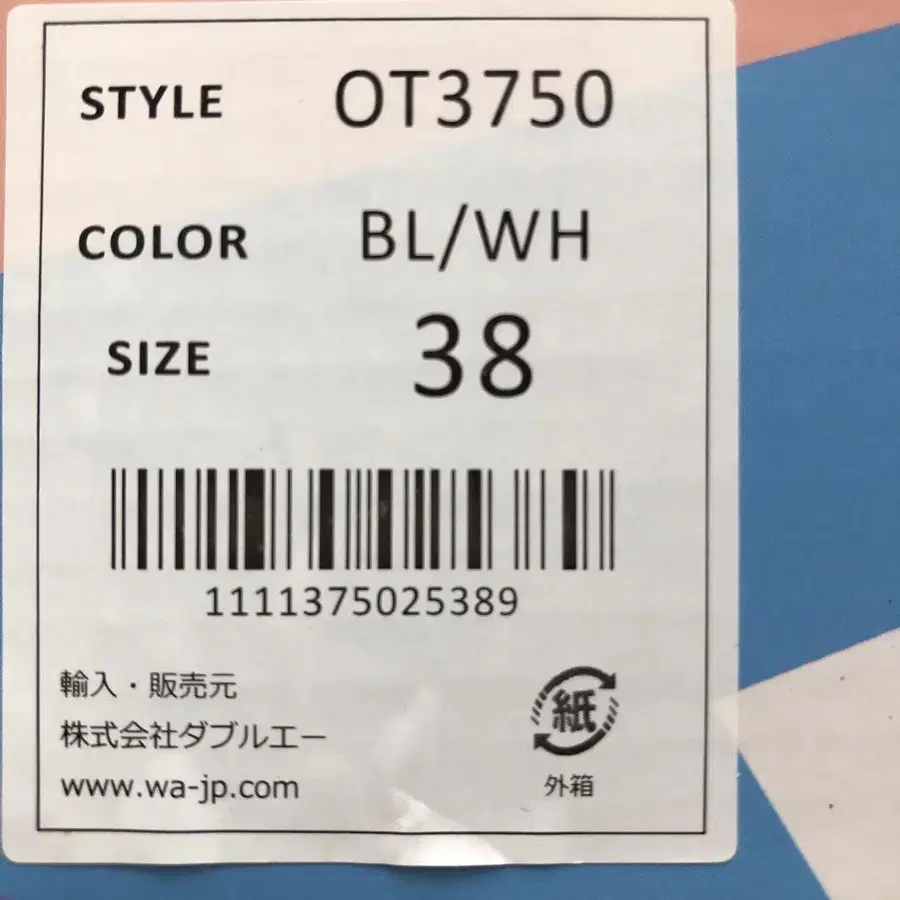 STYLE OT3750
COLOR BL/WH
SIZE 38
1111375025389
輸入・販売元
株式会社ダブルエー
www.wa-jp.com
紙
外箱